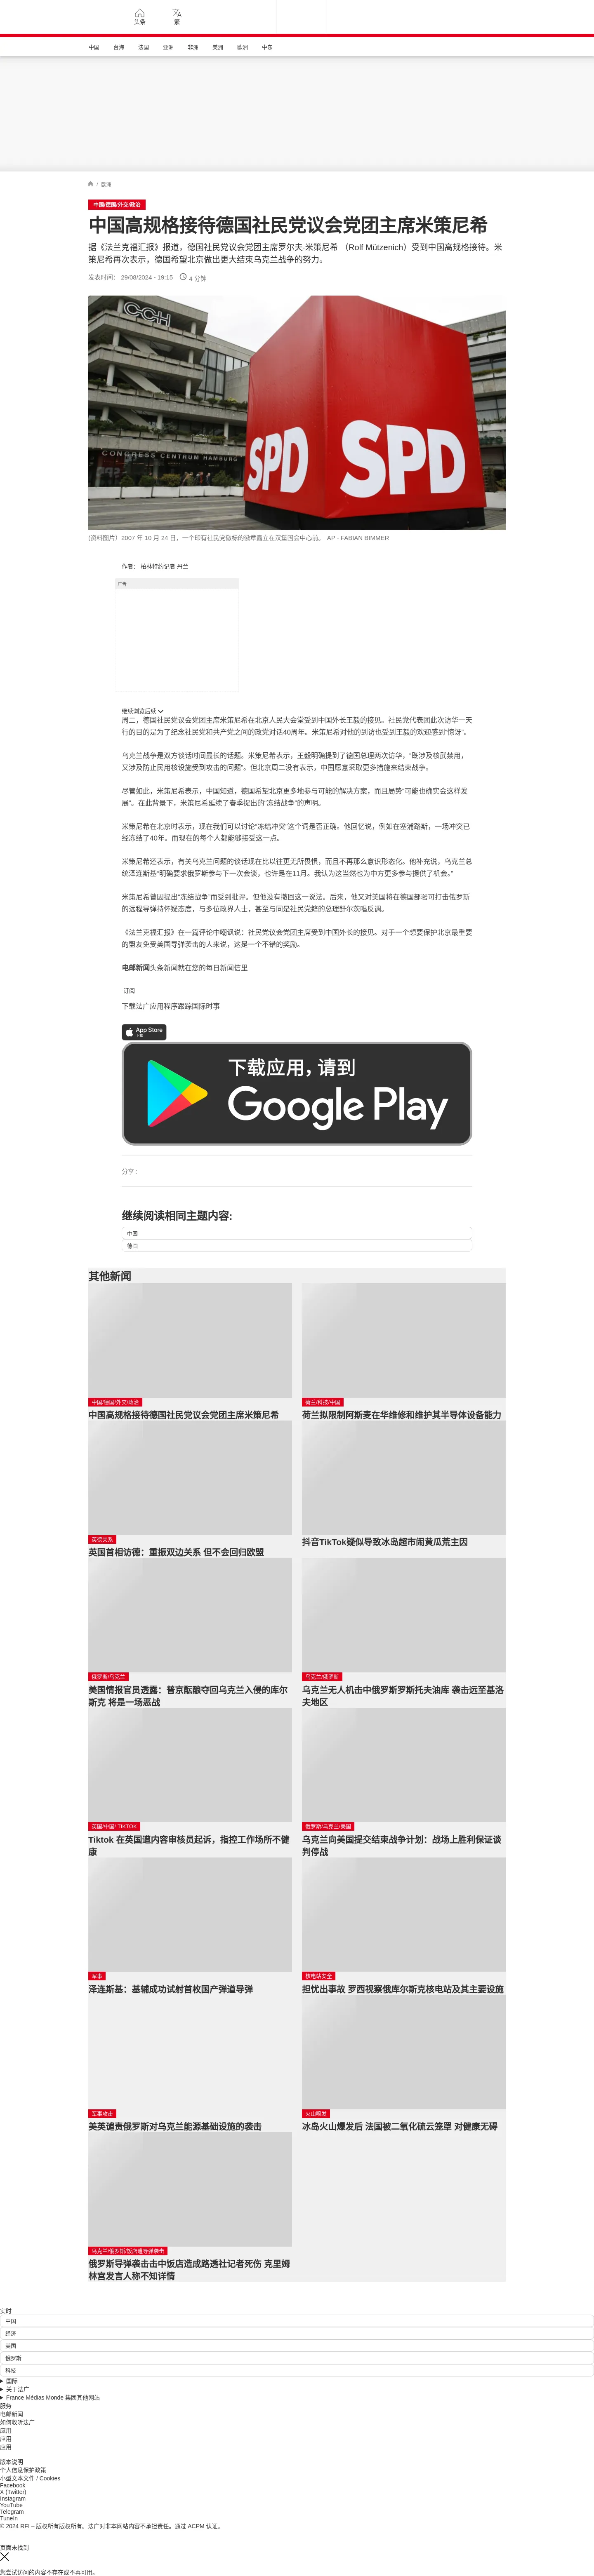 头条
繁
中国
台海
法国
亚洲
非洲
美洲
欧洲
中东
/ 欧洲
中国/德国/外交/政治
中国高规格接待德国社民党议会党团主席米策尼希
据《法兰克福汇报》报道，德国社民党议会党团主席罗尔夫·米策尼希 （Rolf Mützenich）受到中国高规格接待。米
策尼希再次表示，德国希望北京做出更大结束乌克兰战争的努力。
发表时间： 29/08/2024 - 19:15
4 分钟
CCH
CONGRESS CENTRUM HAMBURG
SPD
SPD
(资料图片）2007 年 10 月 24 日，一个印有社民党徽标的徽章矗立在汉堡国会中心前。 AP - FABIAN BIMMER
作者： 柏林特约记者 丹兰
广告
继续浏览后续
周二，德国社民党议会党团主席米策尼希在北京人民大会堂受到中国外长王毅的接见。社民党代表团此次访华一天
行的目的是为了纪念社民党和共产党之间的政党对话40周年。米策尼希对他的到访也受到王毅的欢迎感到“惊讶”。
乌克兰战争是双方谈话时间最长的话题。米策尼希表示，王毅明确提到了德国总理两次访华，“既涉及核武禁用，
又涉及防止民用核设施受到攻击的问题”。但北京周二没有表示，中国愿意采取更多措施来结束战争。
尽管如此，米策尼希表示，中国知道，德国希望北京更多地参与可能的解决方案，而且局势“可能也确实会这样发
展”。在此背景下，米策尼希延续了春季提出的“冻结战争”的声明。
米策尼希在北京时表示，现在我们可以讨论“冻结冲突”这个词是否正确。他回忆说，例如在塞浦路斯，一场冲突已
经冻结了40年。而现在的每个人都能够接受这一点。
米策尼希还表示，有关乌克兰问题的谈话现在比以往更无所畏惧，而且不再那么意识形态化。他补充说，乌克兰总
统泽连斯基“明确要求俄罗斯参与下一次会谈，也许是在11月。我认为这当然也为中方更多参与提供了机会。”
米策尼希曾因提出“冻结战争”而受到批评。但他没有撤回这一说法。后来，他又对美国将在德国部署可打击俄罗斯
的远程导弹持怀疑态度，与多位政界人士，甚至与同是社民党籍的总理舒尔茨唱反调。
《法兰克福汇报》在一篇评论中嘲讽说：社民党议会党团主席受到中国外长的接见。对于一个想要保护北京最重要
的盟友免受美国导弹袭击的人来说，这是一个不错的奖励。
电邮新闻头条新闻就在您的每日新闻信里
订阅
下载法广应用程序跟踪国际时事
App Store
下载
下载应用，请到
Google Play
分享 :
继续阅读相同主题内容:
中国
德国
其他新闻
中国/德国/外交/政治
中国高规格接待德国社民党议会党团主席米策尼希
荷兰/科技/中国
荷兰拟限制阿斯麦在华维修和维护其半导体设备能力
英德关系
英国首相访德：重振双边关系 但不会回归欧盟
抖音TikTok疑似导致冰岛超市闹黄瓜荒主因
俄罗斯/乌克兰
美国情报官员透露：普京酝酿夺回乌克兰入侵的库尔
斯克 将是一场恶战
乌克兰/俄罗斯
乌克兰无人机击中俄罗斯罗斯托夫油库 袭击远至基洛
夫地区
英国/中国/ TIKTOK
Tiktok 在英国遭内容审核员起诉，指控工作场所不健
康
俄罗斯/乌克兰/美国
乌克兰向美国提交结束战争计划：战场上胜利保证谈
判停战
军事
泽连斯基：基辅成功试射首枚国产弹道导弹
核电站安全
担忧出事故 罗西视察俄库尔斯克核电站及其主要设施
军事攻击
美英谴责俄罗斯对乌克兰能源基础设施的袭击
火山喷发
冰岛火山爆发后 法国被二氧化硫云笼罩 对健康无碍
乌克兰/俄罗斯/饭店遭导弹袭击
俄罗斯导弹袭击击中饭店造成路透社记者死伤 克里姆
林宫发言人称不知详情
实时
中国
经济
美国
俄罗斯
科技
国际
关于法广
France Médias Monde 集团其他网站
服务
电邮新闻
如何收听法广
应用
应用
应用
版本说明
个人信息保护政策
小型文本文件 / Cookies
Facebook
X (Twitter)
Instagram
YouTube
Telegram
TuneIn
© 2024 RFI – 版权所有版权所有。法广对非本网站内容不承担责任。通过 ACPM 认证。
页面未找到
您尝试访问的内容不存在或不再可用。